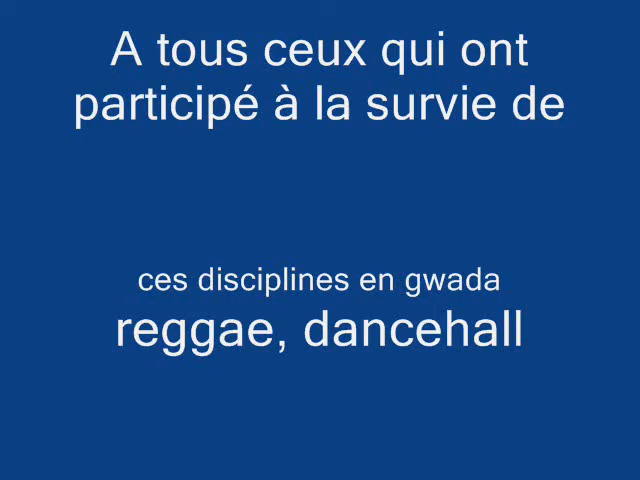 A tous ceux qui ont
participé à la survie de
ces disciplines en gwada
reggae, dancehall